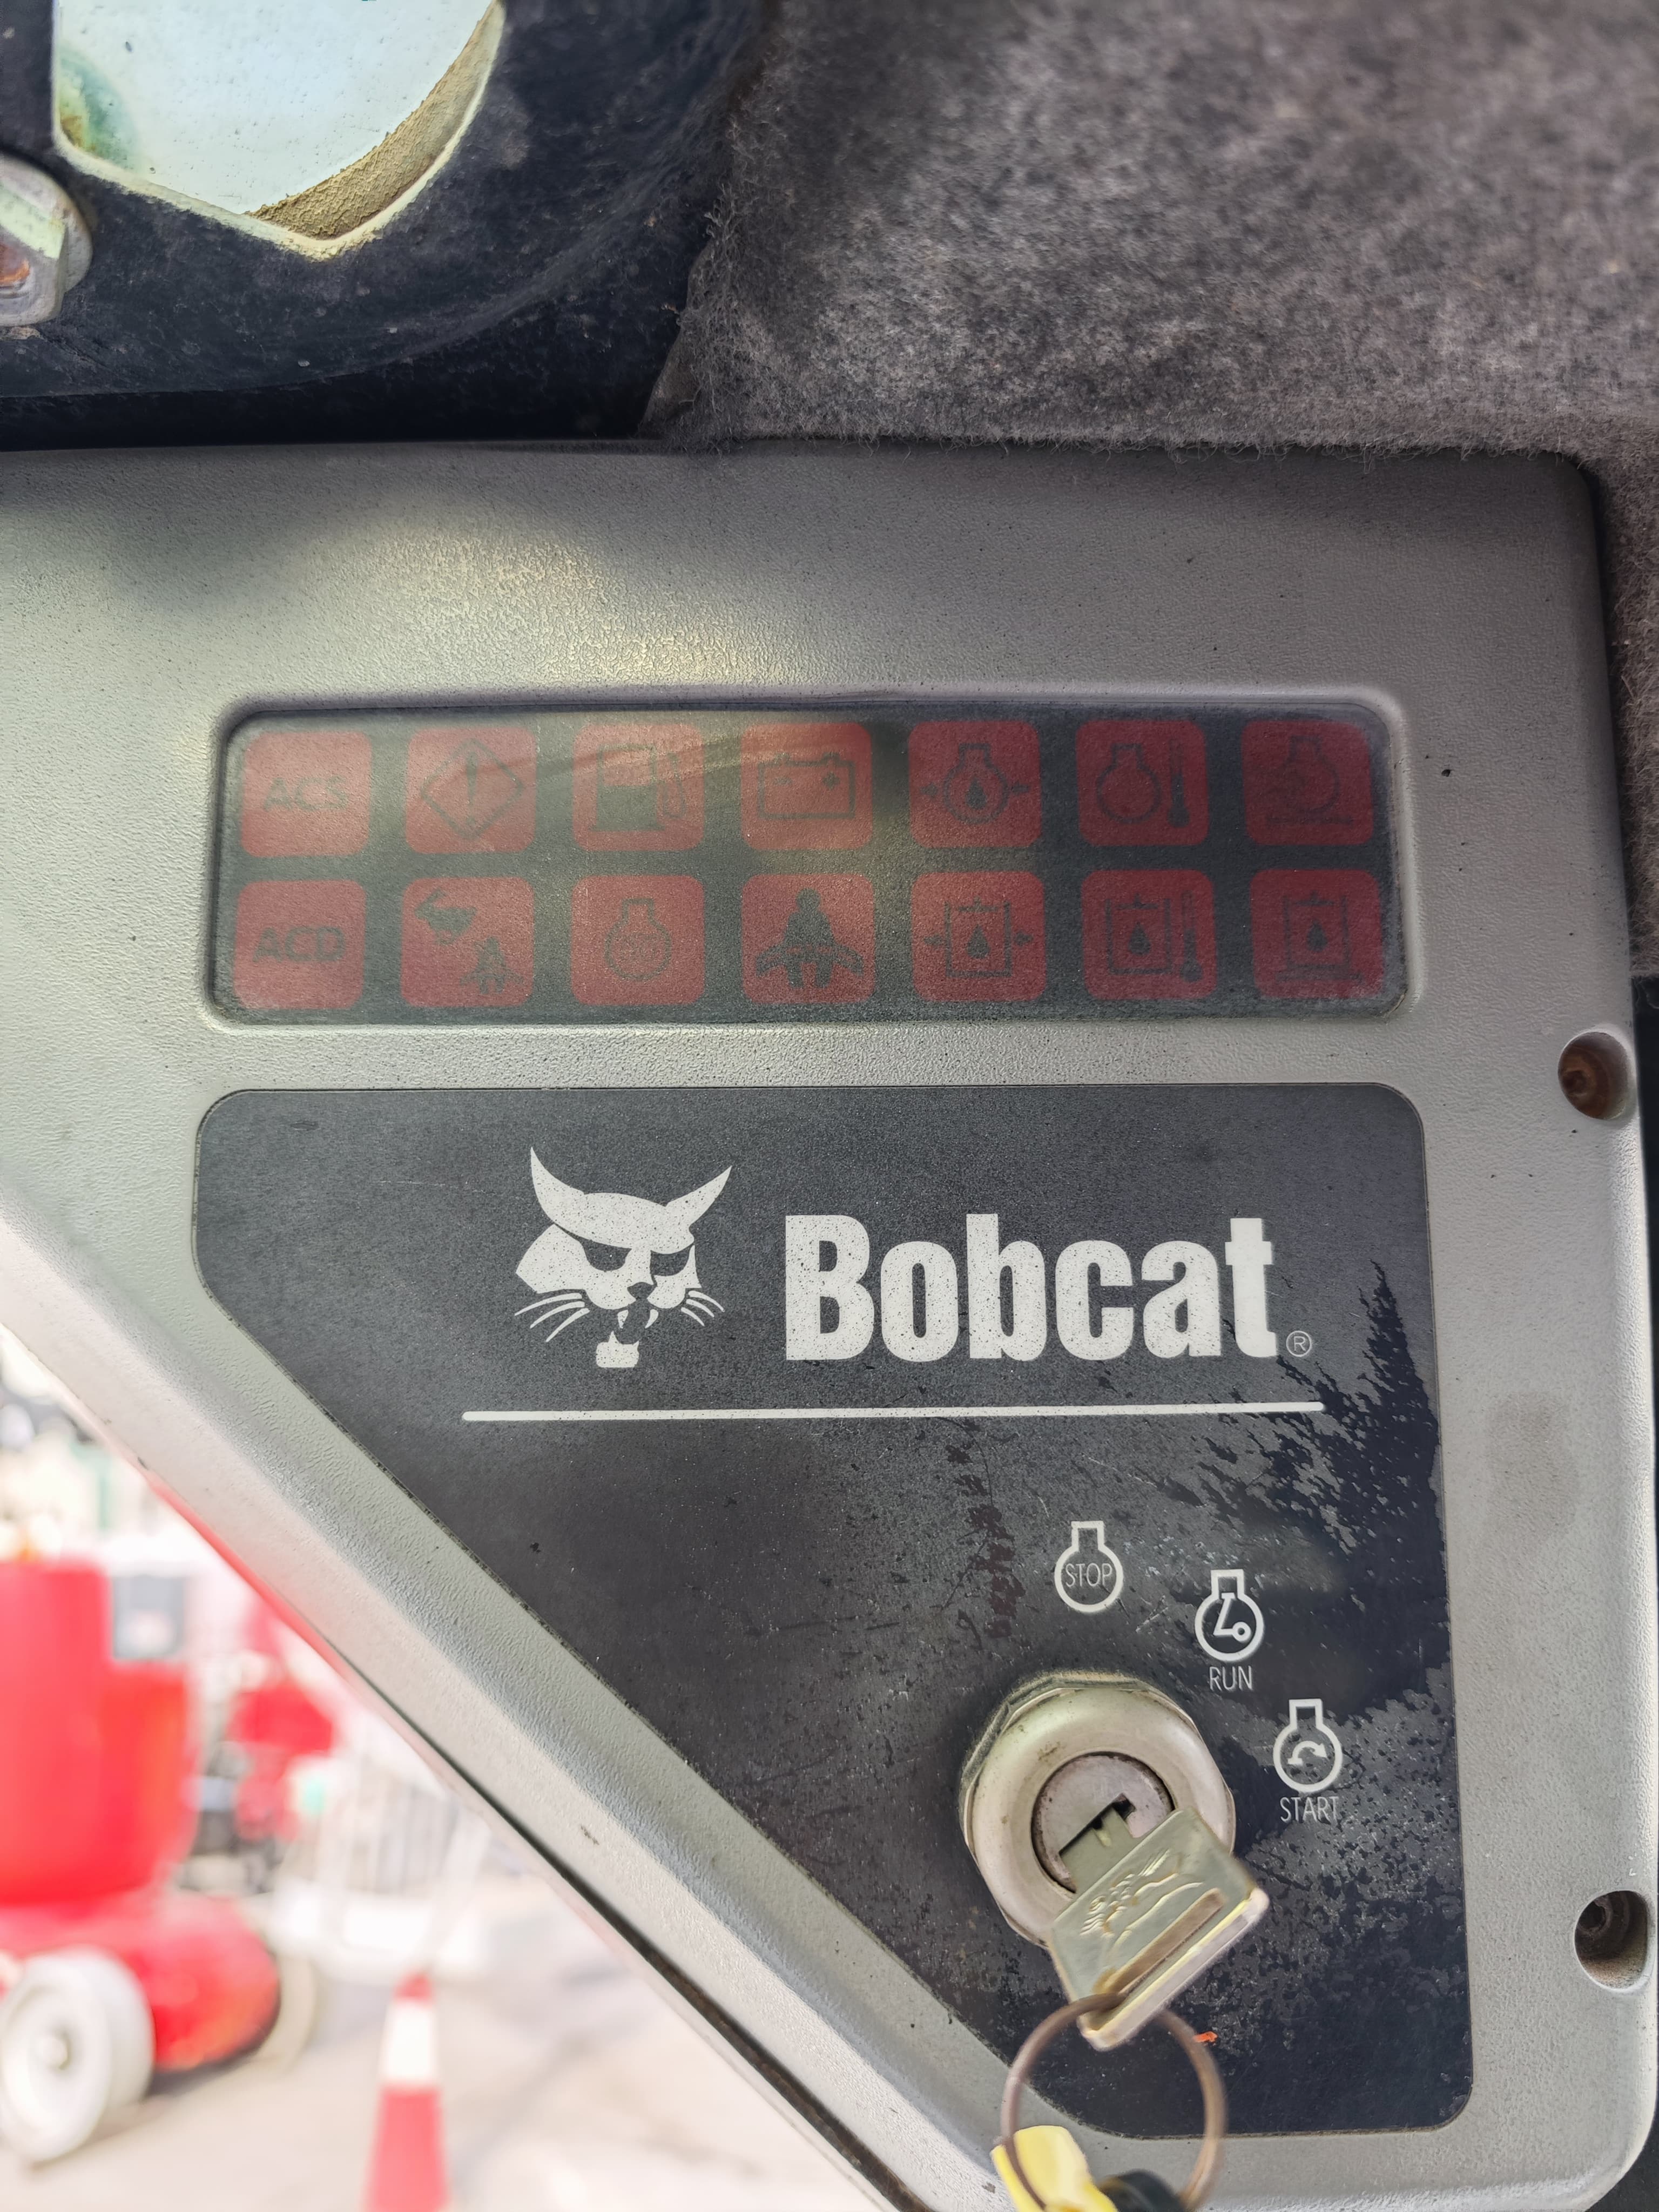 ACS
ACD
Bobcat®
STOP
RUN
START